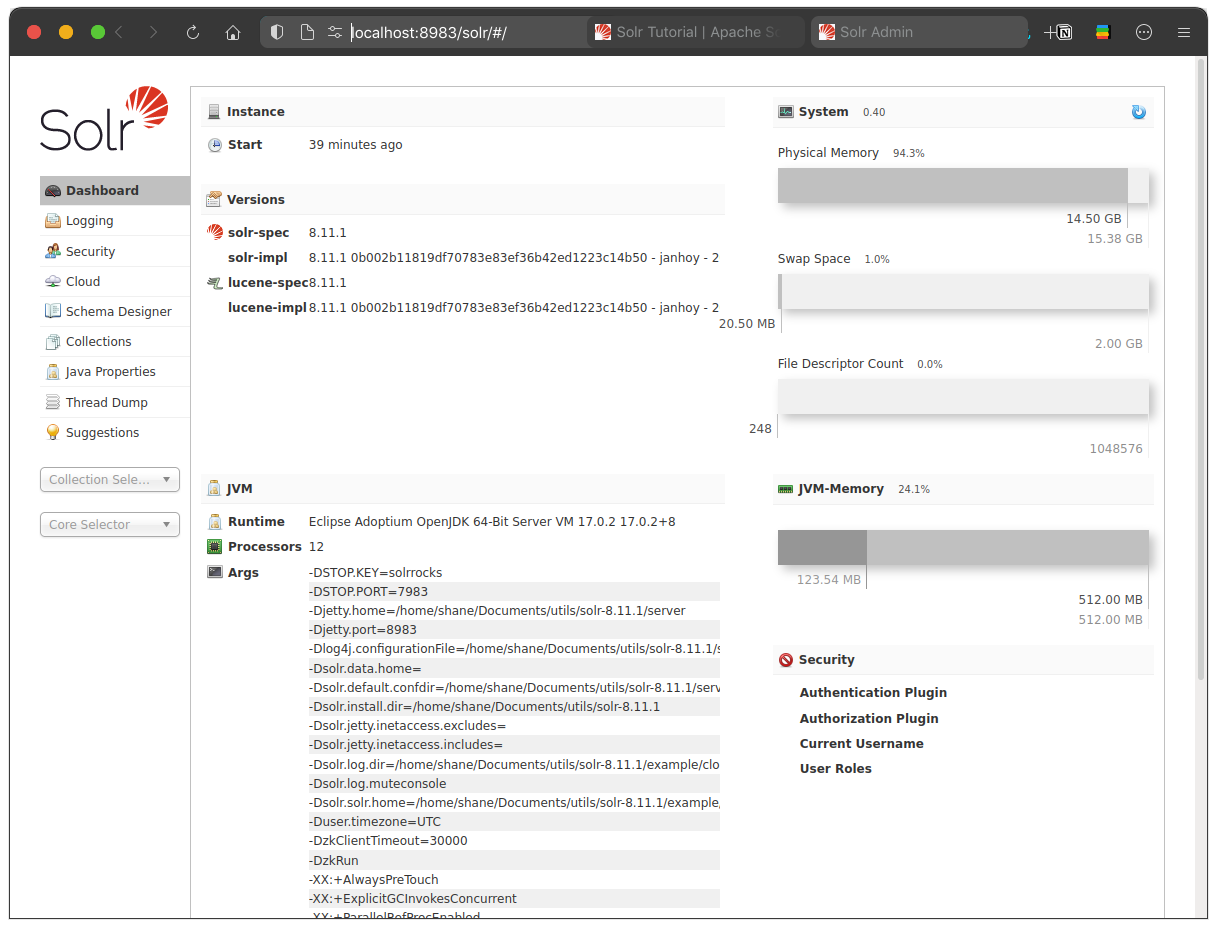 localhost:8983/solr/#/
Solr Tutorial | Apache So
Solr Admin
N
Solr
Dashboard
Logging
Security
Cloud
Schema Designer
Collections
Java Properties
Thread Dump
Suggestions
Collection Sele...
Core Selector
Instance
Start 39 minutes ago
Versions
solr-spec 8.11.1
solr-impl 8.11.1 0b002b11819df70783e83ef36b42ed1223c14b50 - janhoy - 2
lucene-spec 8.11.1
lucene-impl 8.11.1 0b002b11819df70783e83ef36b42ed1223c14b50 - janhoy - 2
JVM
Runtime Eclipse Adoptium OpenJDK 64-Bit Server VM 17.0.2 17.0.2+8
Processors 12
Args -DSTOP.KEY=solrrocks
-DSTOP.PORT=7983
-Djetty.home=/home/shane/Documents/utils/solr-8.11.1/server
-Djetty.port=8983
-Dlog4j.configurationFile=/home/shane/Documents/utils/solr-8.11.1/s
-Dsolr.data.home=
-Dsolr.default.confdir=/home/shane/Documents/utils/solr-8.11.1/serv
-Dsolr.install.dir=/home/shane/Documents/utils/solr-8.11.1
-Dsolr.jetty.inetaccess.excludes=
-Dsolr.jetty.inetaccess.includes=
-Dsolr.log.dir=/home/shane/Documents/utils/solr-8.11.1/example/clo
-Dsolr.log.muteconsole
-Dsolr.solr.home=/home/shane/Documents/utils/solr-8.11.1/example/
-Duser.timezone=UTC
-DzkClientTimeout=30000
-DzkRun
-XX:+AlwaysPreTouch
-XX:+ExplicitGCInvokesConcurrent
-XX:+ParallelRefProcEnabled
System 0.40
Physical Memory 94.3%
14.50 GB
15.38 GB
Swap Space 1.0%
20.50 MB
2.00 GB
File Descriptor Count 0.0%
248
1048576
JVM-Memory 24.1%
123.54 MB
512.00 MB
512.00 MB
Security
Authentication Plugin
Authorization Plugin
Current Username
User Roles